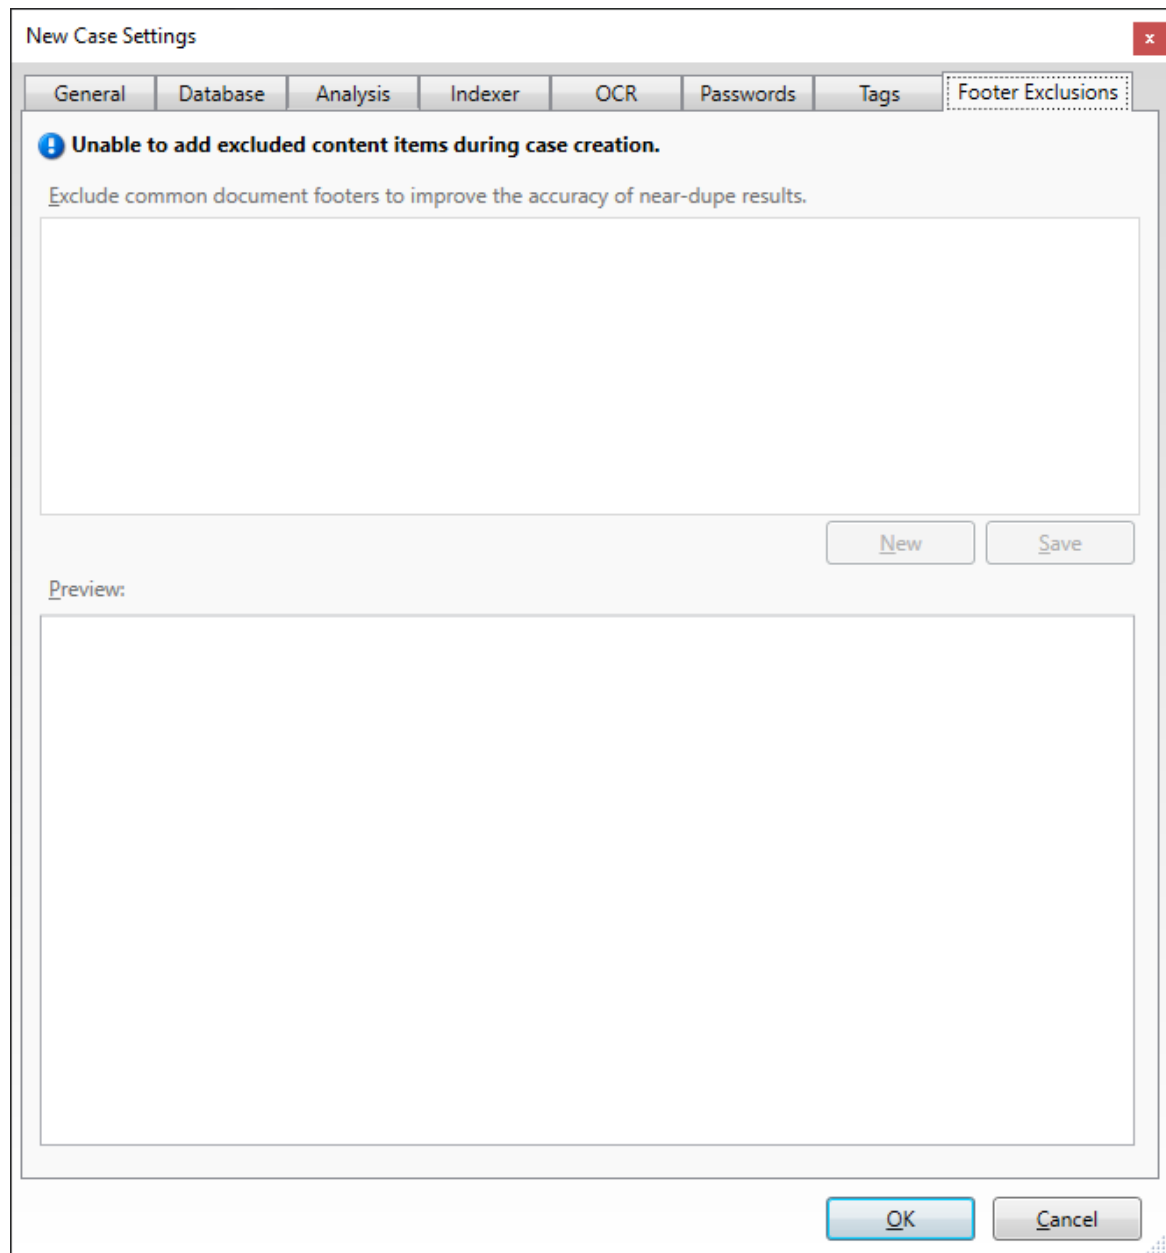 New Case Settings
x
General Database Analysis Indexer OCR Passwords Tags Footer Exclusions
Unable to add excluded content items during case creation.
Exclude common document footers to improve the accuracy of near-dupe results.
New Save
Preview:
OK Cancel